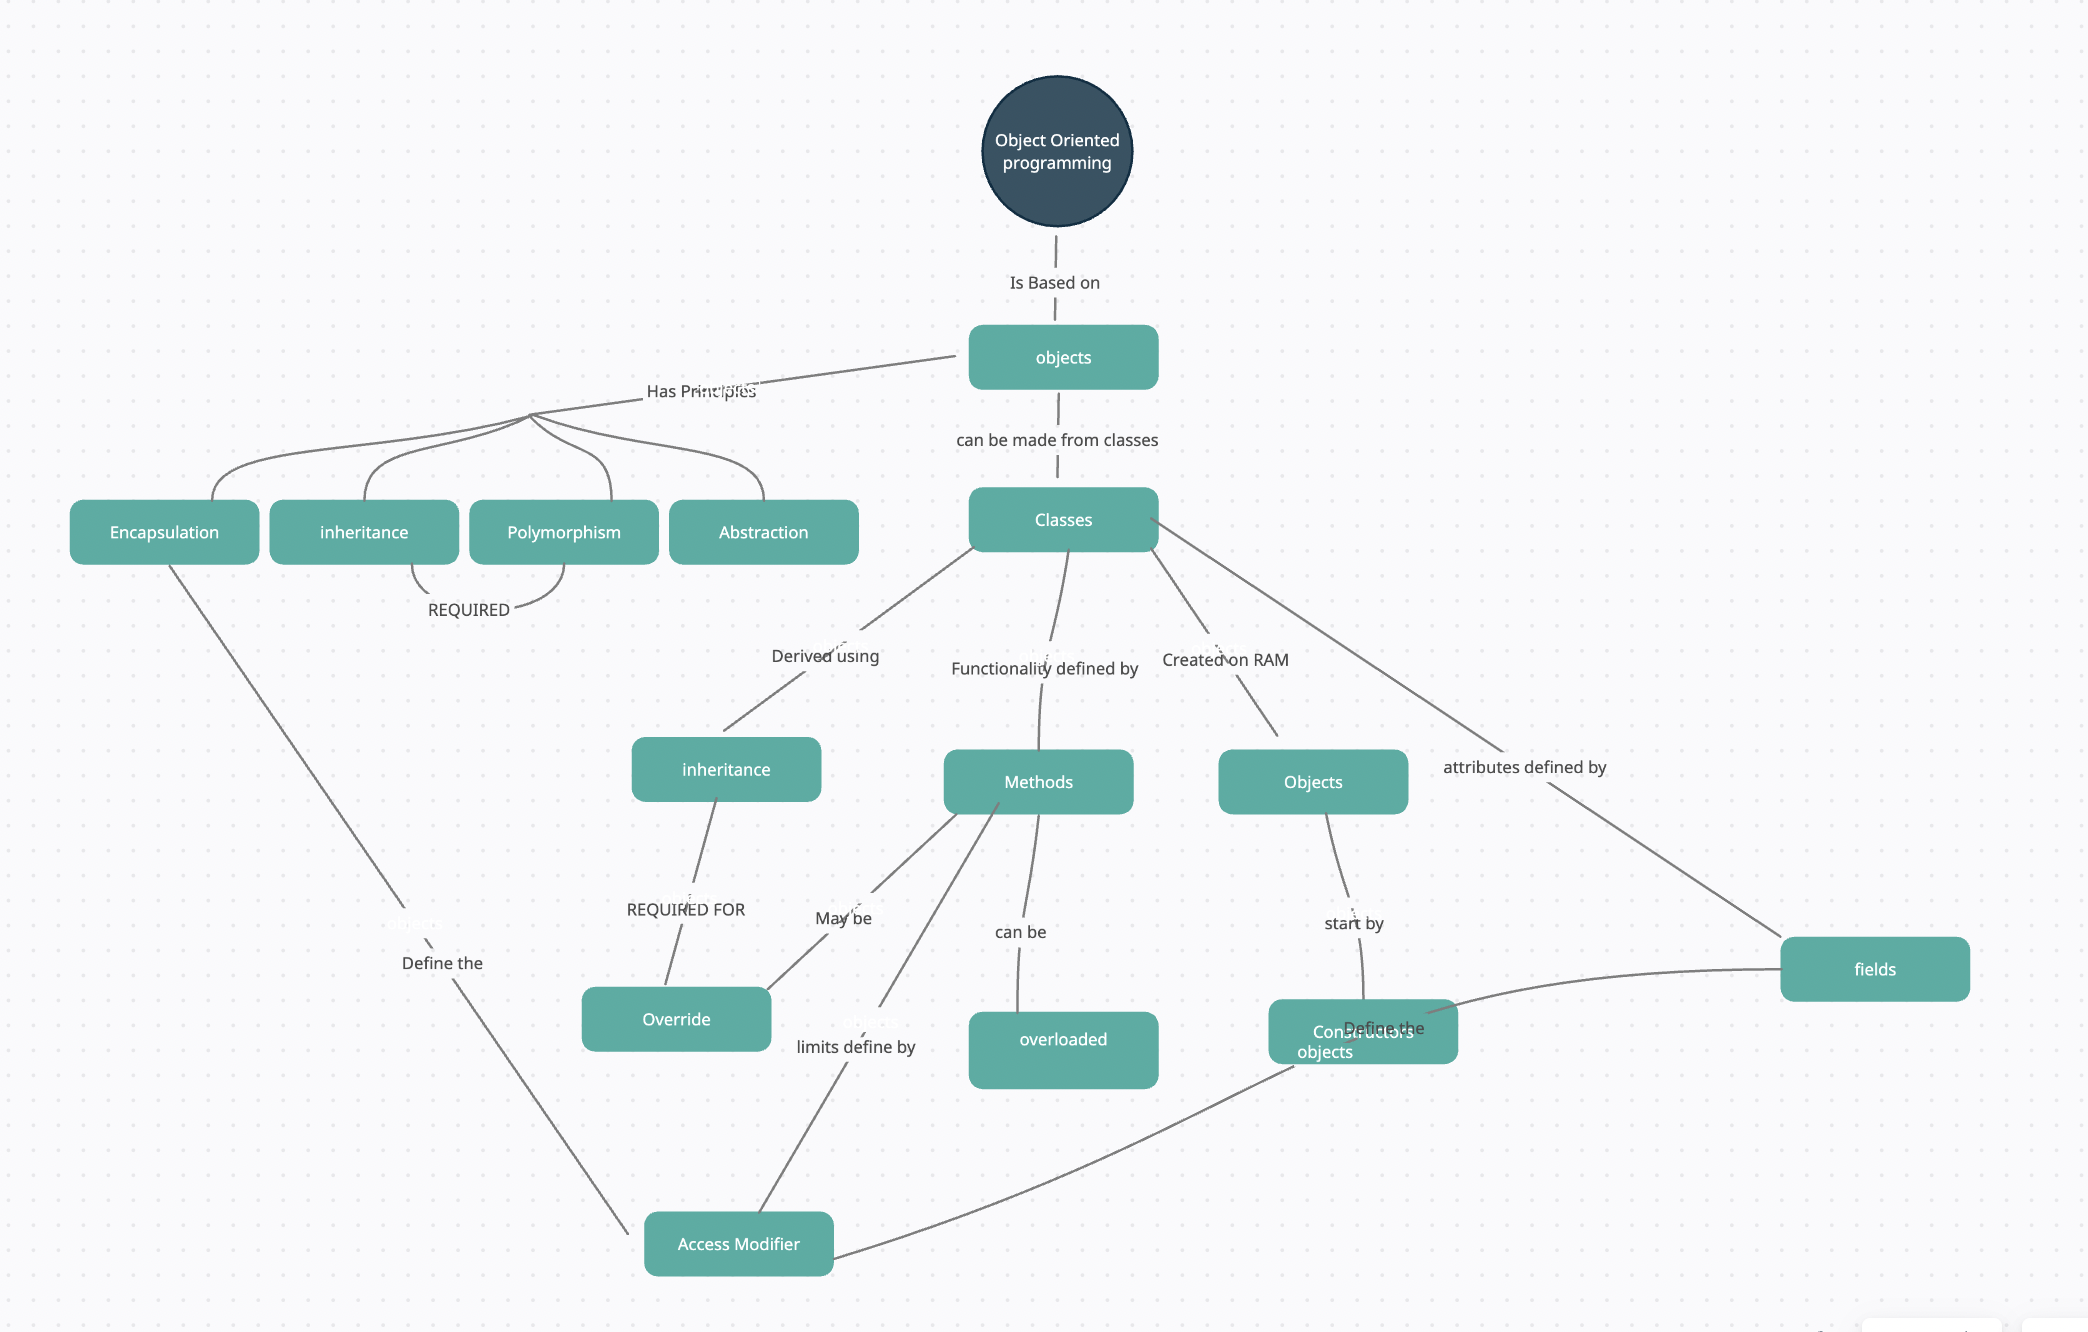 Object Oriented
programming
Is Based on
objects
Has Principles
can be made from classes
Encapsulation
inheritance
Polymorphism
Abstraction
Classes
REQUIRED
Derived using
Functionality defined by
Created on RAM
attributes defined by
inheritance
Methods
Objects
REQUIRED FOR
May be
can be
start by
objects
Define the
fields
Override
limits define by
objects
overloaded
Constructors
Define the
objects
Access Modifier